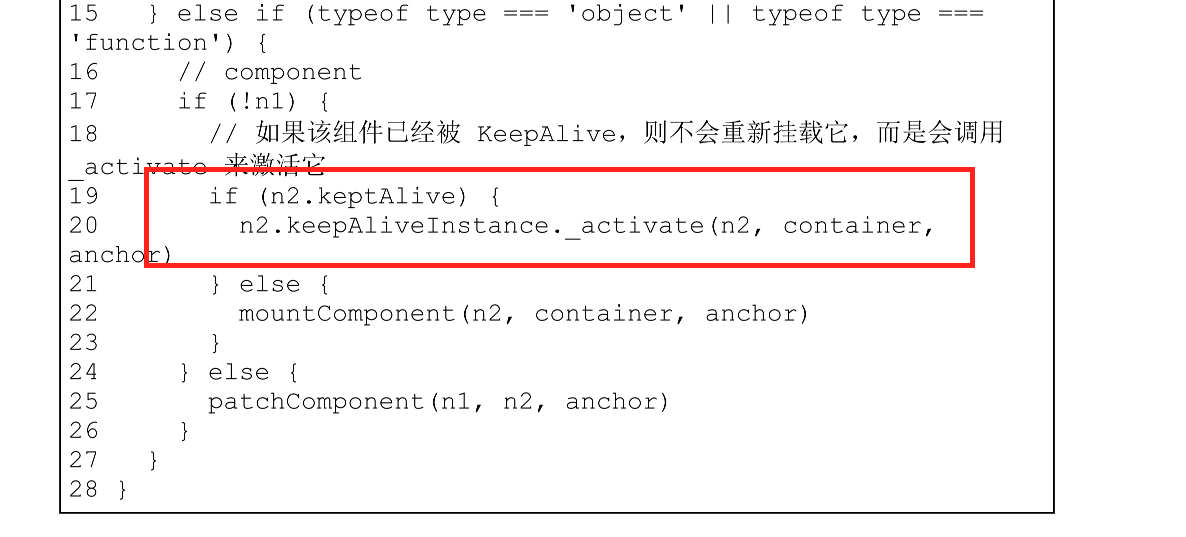 15   } else if (typeof type === 'object' || typeof type ===
'function') {
16     // component
17     if (!n1) {
18       // 如果该组件已经被 KeepAlive，则不会重新挂载它，而是会调用
_activate 来激活它
19       if (n2.keptAlive) {
20         n2.keepAliveInstance._activate(n2, container,
anchor)
21       } else {
22         mountComponent(n2, container, anchor)
23       }
24     } else {
25       patchComponent(n1, n2, anchor)
26     }
27   }
28 }